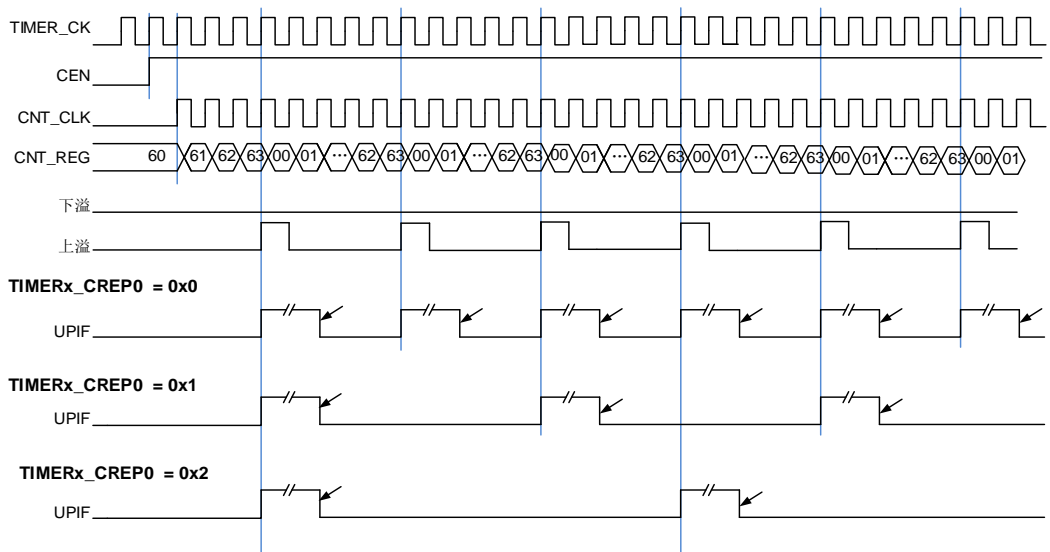 TIMER_CK
CEN
CNT_CLK
CNT_REG 60 61 62 63 00 01 ... 62 63 00 01 ... 62 63 00 01 ... 62 63 00 01 ... 62 63 00 01 ... 62 63 00 01
下溢
上溢
TIMERx_CREP0 = 0x0
UPIF
TIMERx_CREP0 = 0x1
UPIF
TIMERx_CREP0 = 0x2
UPIF